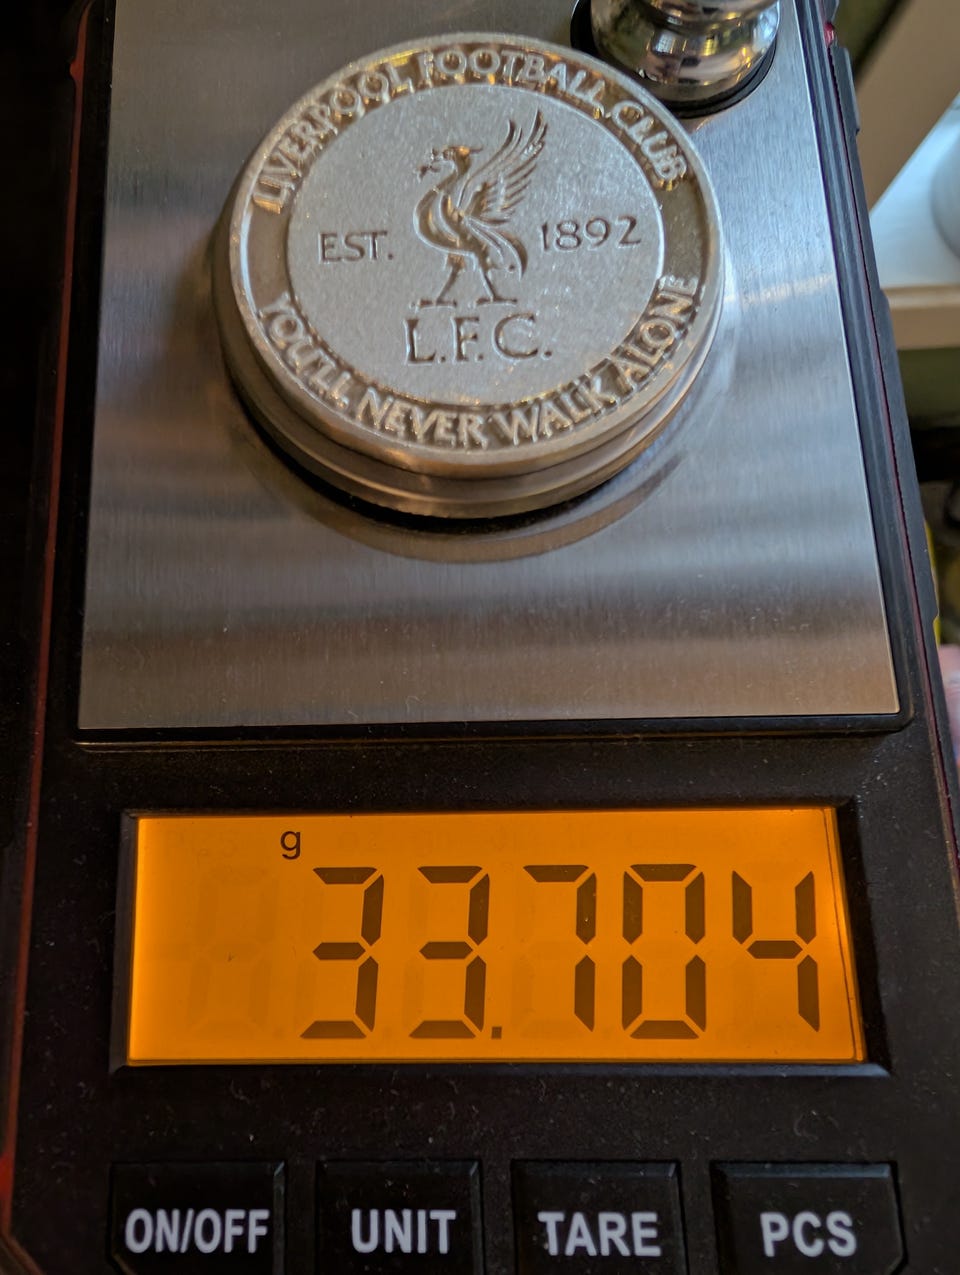 LIVERPOOL FOOTBALL CLUB
EST. 1892
L.F.C.
YOU'LL NEVER WALK ALONE
g
33.704
ON/OFF UNIT TARE PCS